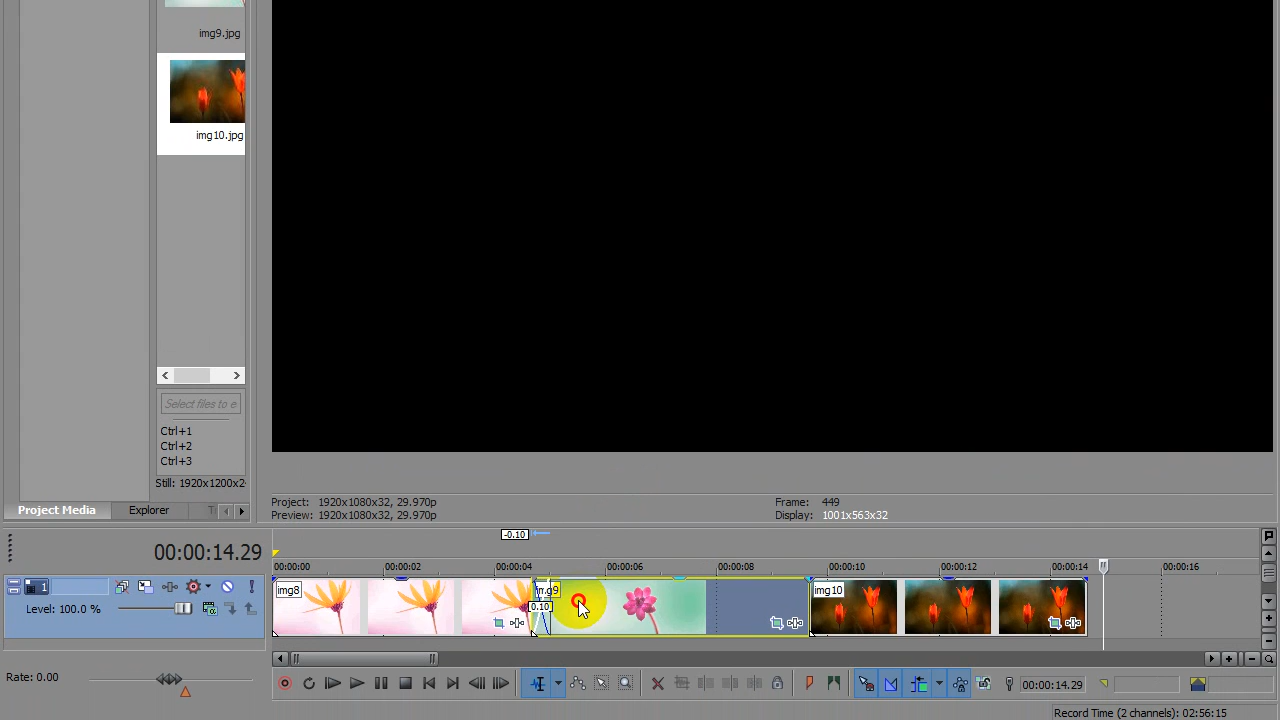 img9.jpg
img10.jpg
Select files to e
Ctrl+1
Ctrl+2
Ctrl+3
Still: 1920x1200x2
Project Media
Explorer
Project: 1920x1080x32, 29.970p
Preview: 1920x1080x32, 29.970p
Frame: 449
Display: 1001x563x32
-0.10
00:00:14.29
00:00:00
00:00:02
00:00:04
00:00:06
00:00:08
00:00:10
00:00:12
00:00:14
00:00:16
1
Level: 100.0 %
img8
0.10
img10
Rate: 0.00
00:00:14.29
Record Time (2 channels): 02:56:15